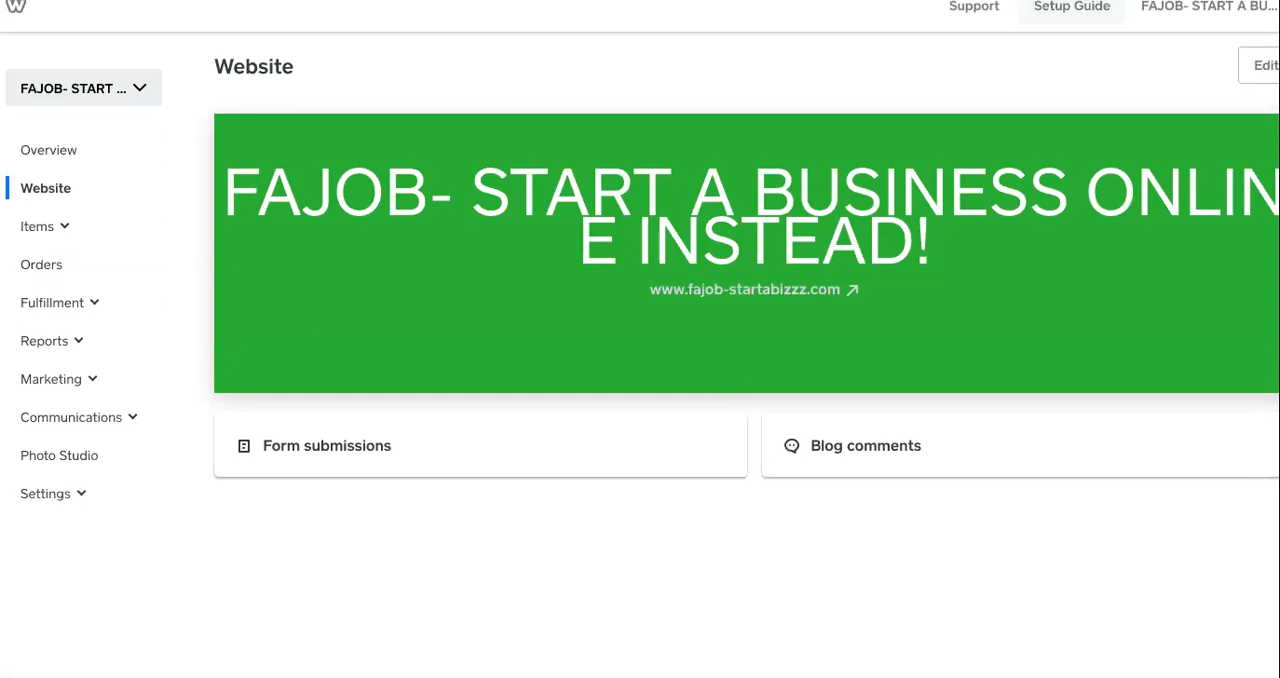 Support
Setup Guide
FAJOB- START A BU...
FAJOB- START ...
Website
Edit
Overview
Website
Items
Orders
Fulfillment
Reports
Marketing
Communications
Photo Studio
Settings
FAJOB- START A BUSINESS ONLIN
E INSTEAD!
www.fajob-startabizzz.com
Form submissions
Blog comments